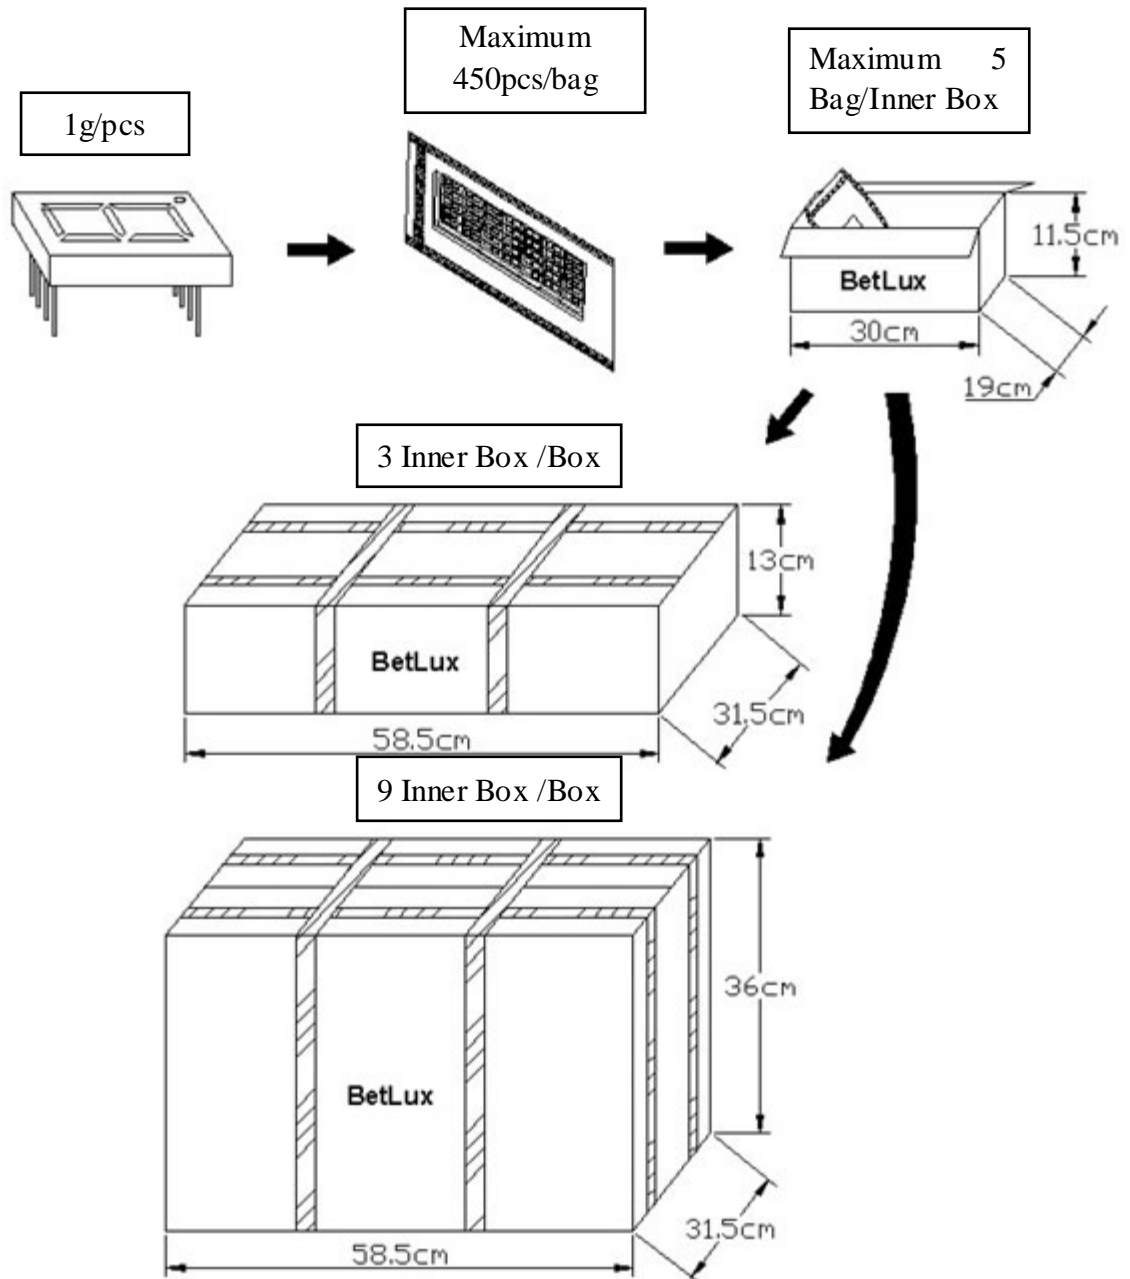 Maximum
450pcs/bag
Maximum 5
Bag/Inner Box
1g/pcs
11.5cm
BetLux
30cm
19cm
3 Inner Box /Box
13cm
BetLux
31.5cm
58.5cm
9 Inner Box /Box
36cm
BetLux
31.5cm
58.5cm